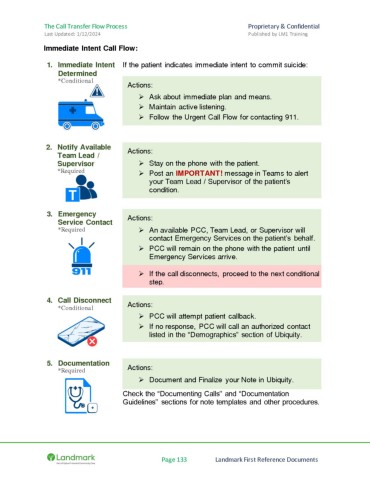 The Call Transfer Flow Process
Proprietary & Confidential
Last Updated: 1/12/2024
Published by LM1 Training
Immediate Intent Call Flow:
1. Immediate Intent
Determined
*Conditional
If the patient indicates immediate intent to commit suicide:
Actions:
➢ Ask about immediate plan and means.
➢ Maintain active listening.
➢ Follow the Urgent Call Flow for contacting 911.
2. Notify Available
Team Lead /
Supervisor
*Required
T
Actions:
➢ Stay on the phone with the patient.
➢ Post an IMPORTANT! message in Teams to alert
your Team Lead / Supervisor of the patient's
condition.
3. Emergency
Service Contact
*Required
911
Actions:
➢ An available PCC, Team Lead, or Supervisor will
contact Emergency Services on the patient's behalf.
➢ PCC will remain on the phone with the patient until
Emergency Services arrive.
➢ If the call disconnects, proceed to the next conditional
step.
4. Call Disconnect
*Conditional
Actions:
➢ PCC will attempt patient callback.
➢ If no response, PCC will call an authorized contact
listed in the "Demographics" section of Ubiquity.
5. Documentation
*Required
Actions:
➢ Document and Finalize your Note in Ubiquity.
Check the "Documenting Calls" and "Documentation
Guidelines" sections for note templates and other procedures.
Landmark
Page 133
Landmark First Reference Documents